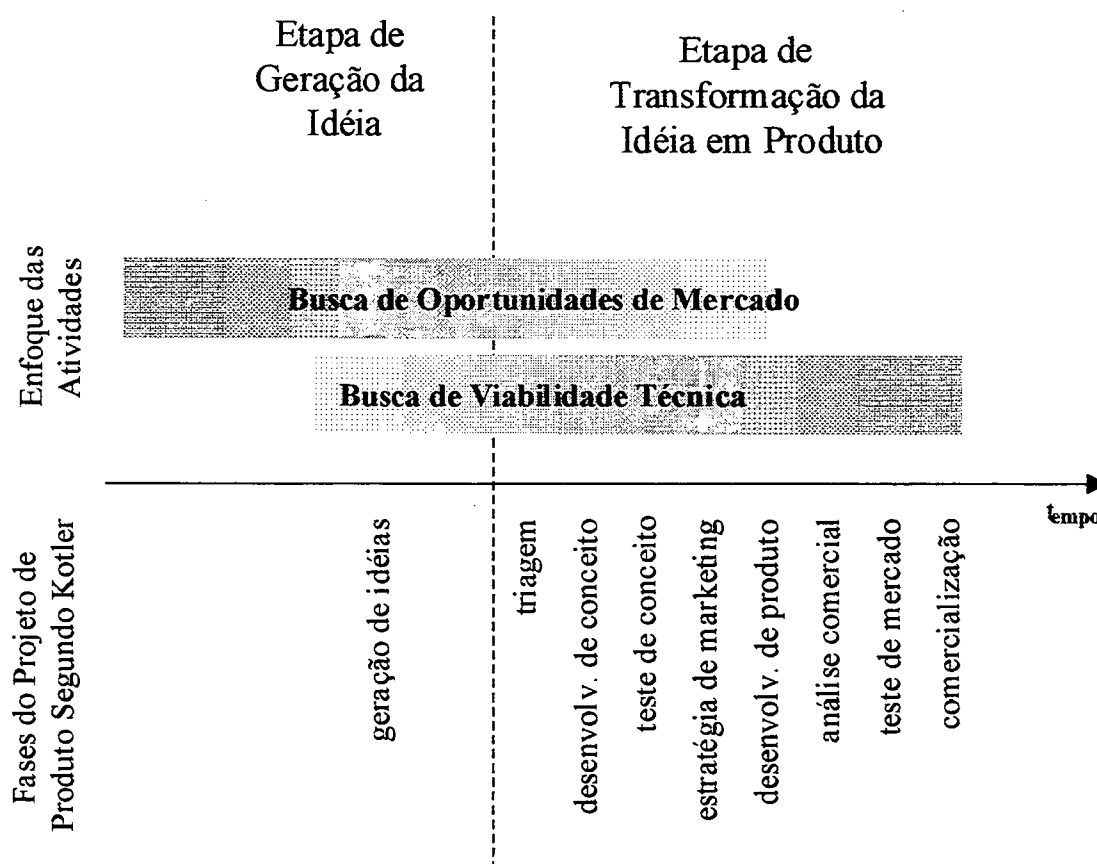 Etapa de
Geração da
Idéia
Etapa de
Transformação da
Idéia em Produto
Enfoque das
Atividades
Busca de Oportunidades de Mercado
Busca de Viabilidade Técnica
tempo
Fases do Projeto de
Produto Segundo Kotler
geração de idéias
triagem
desenvolv. de conceito
teste de conceito
estratégia de marketing
desenvolv. de produto
análise comercial
teste de mercado
comercialização